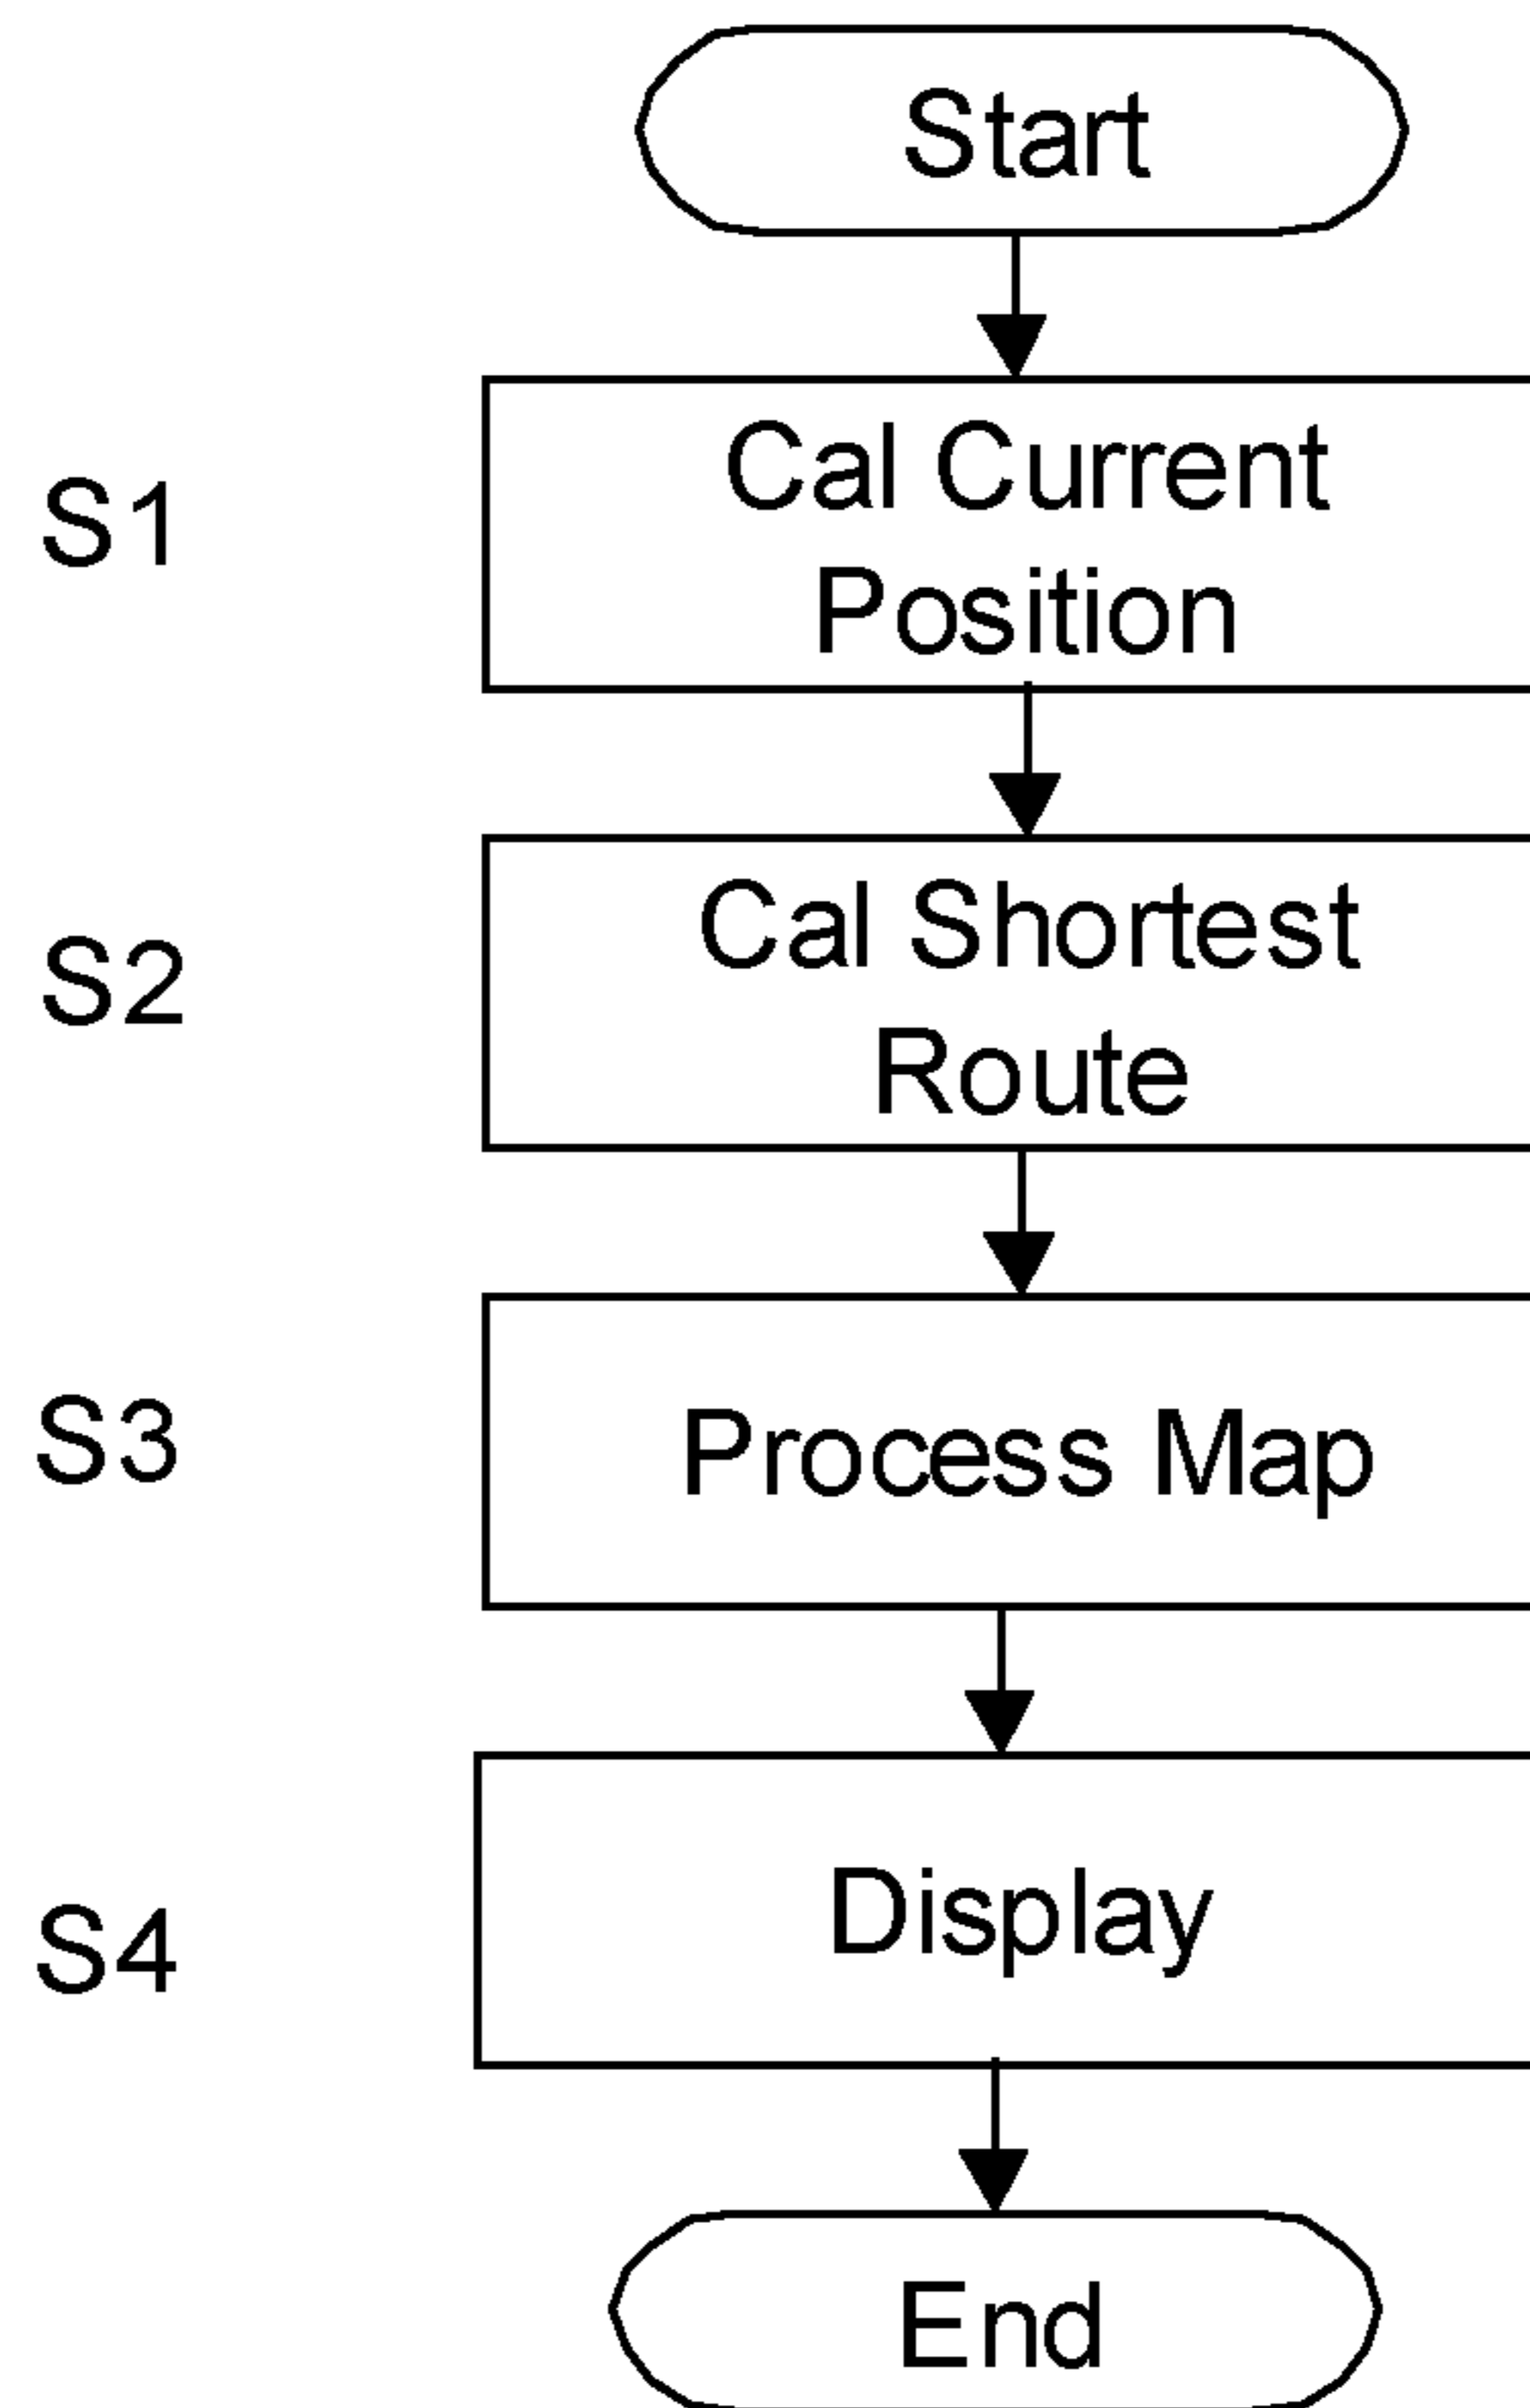 Start
S1
Cal Current
Position
S2
Cal Shortest
Route
S3
Process Map
S4
Display
End